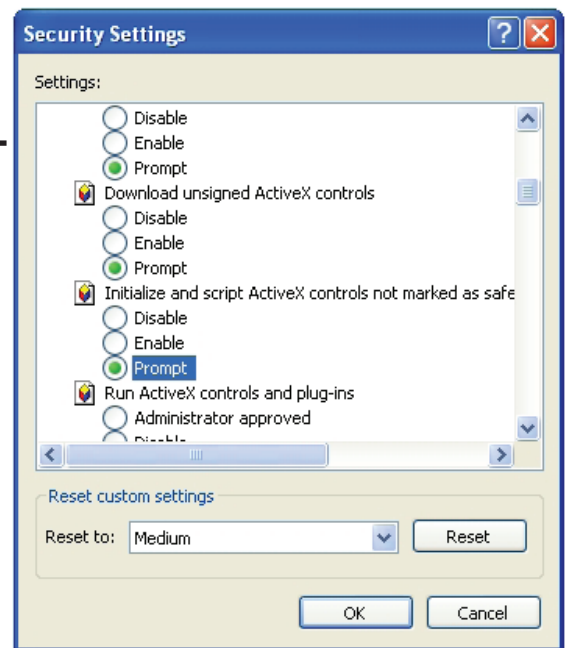 Security Settings
Settings:
Disable
Enable
Prompt
Download unsigned ActiveX controls
Disable
Enable
Prompt
Initialize and script ActiveX controls not marked as safe
Disable
Enable
Prompt
Run ActiveX controls and plug-ins
Administrator approved
Disable
Reset custom settings
Reset to: Medium Reset
OK Cancel